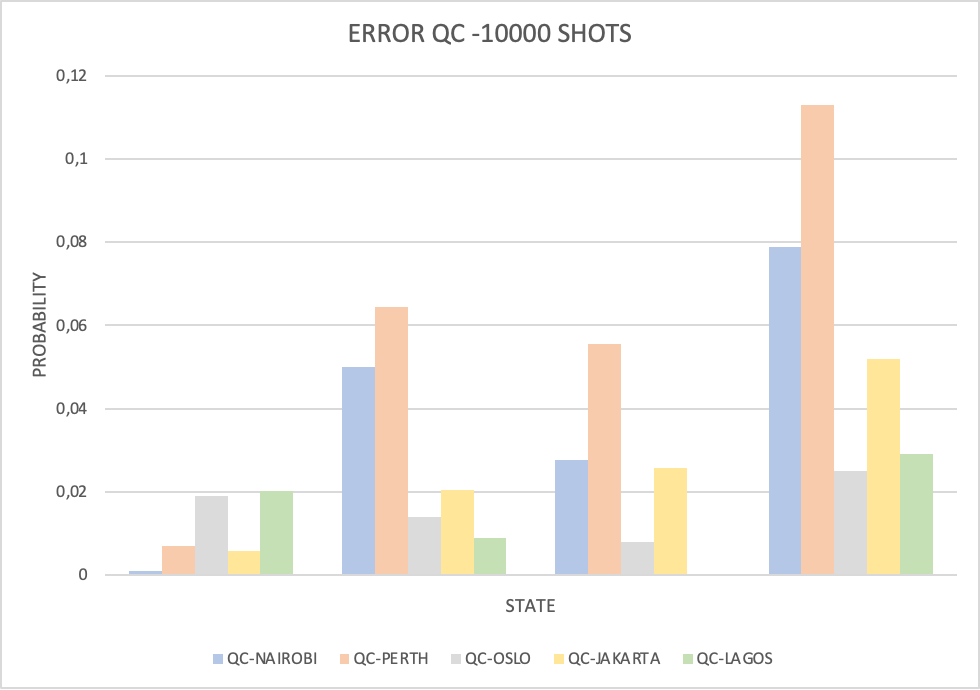 ERROR QC -10000 SHOTS
0,12
0,1
0,08
0,06
0,04
0,02
0
PROBABILITY
STATE
QC-NAIROBI QC-PERTH QC-OSLO QC-JAKARTA QC-LAGOS